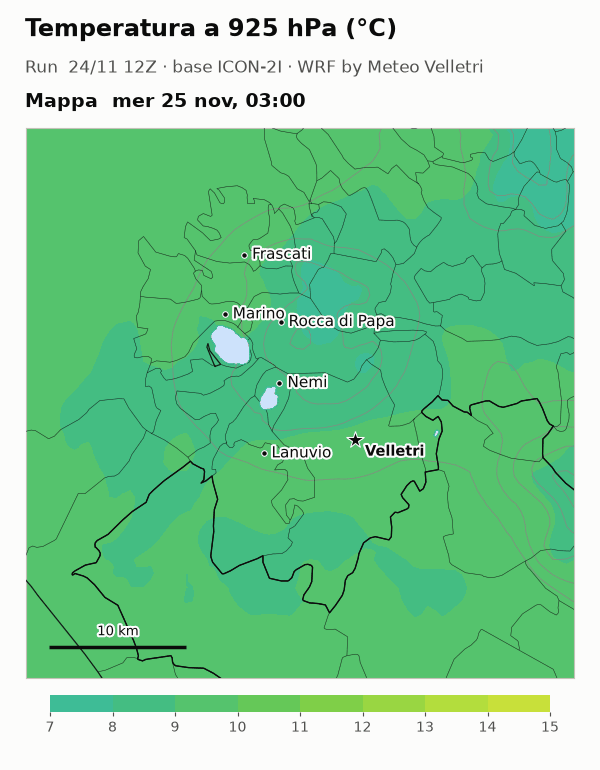 Temperatura a 925 hPa (°C)
Run  24/11 12Z · base ICON-2I · WRF by Meteo Velletri
Mappa  mer 25 nov, 03:00
Frascati
Marino
Rocca di Papa
Nemi
Velletri
Lanuvio
10 km
7 8 9 10 11 12 13 14 15